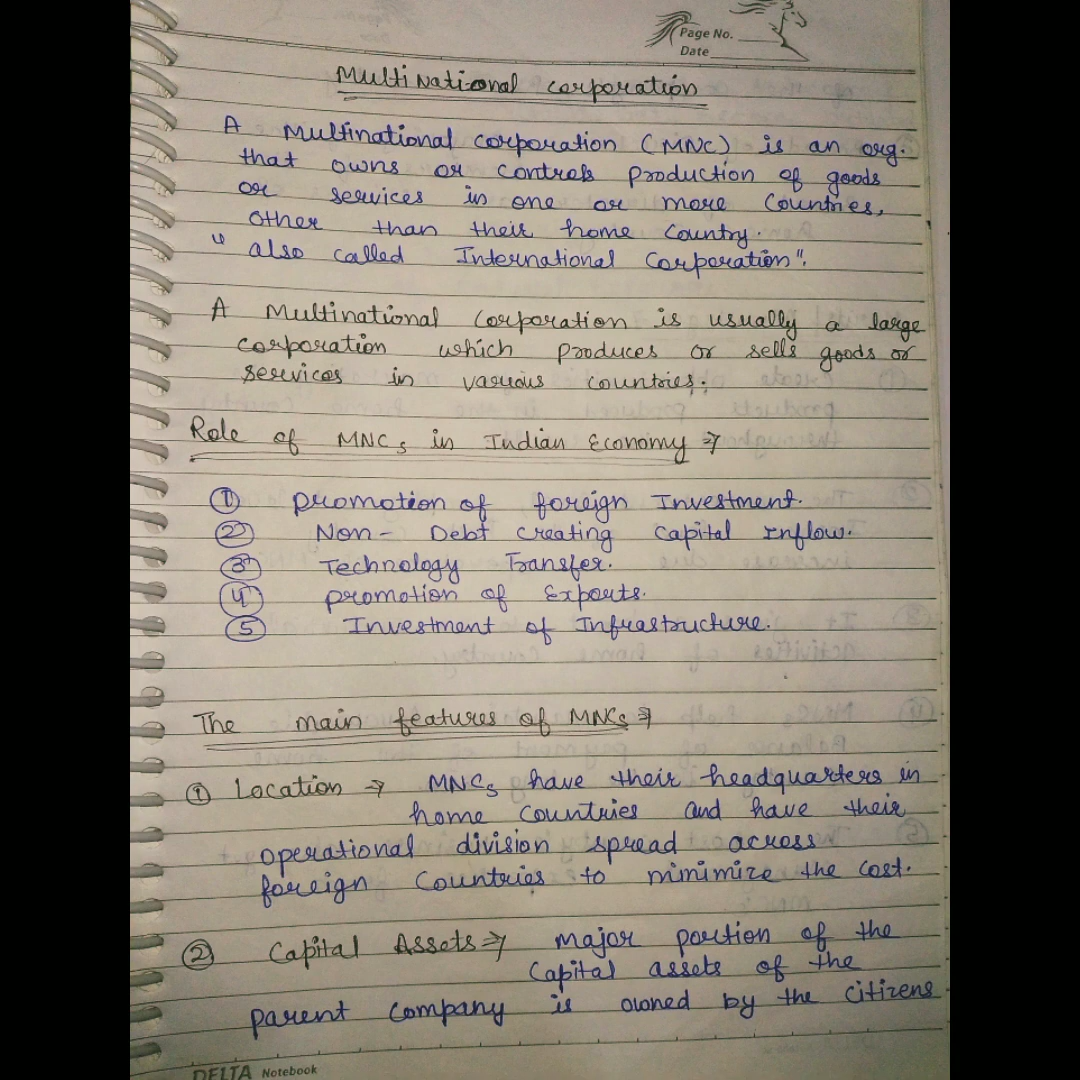 Page No.
Date
Multinational corporation
A Multinational corporation (MNC) is an org.
that owns or controls production of goods
or services in one or more Countries,
other than their home Country.
" also called International Corporation".
A Multinational Corporation is usually a large
corporation which produces or sells goods or
services in various countries.
Role of MNCs in Indian Economy ⇒
① promotion of foreign Investment.
② Non - Debt creating Capital Inflow.
③ Technology Transfer.
④ promotion of Exports.
⑤ Investment of Infrastructure.
The main features of MNCs ⇒
① Location → MNCs have their headquarters in
home countries and have their
operational division spread across
foreign Countries to minimize the cost.
② Capital Assets ⇒ major portion of the
Capital assets of the
parent company is owned by the citizens
DELTA Notebook